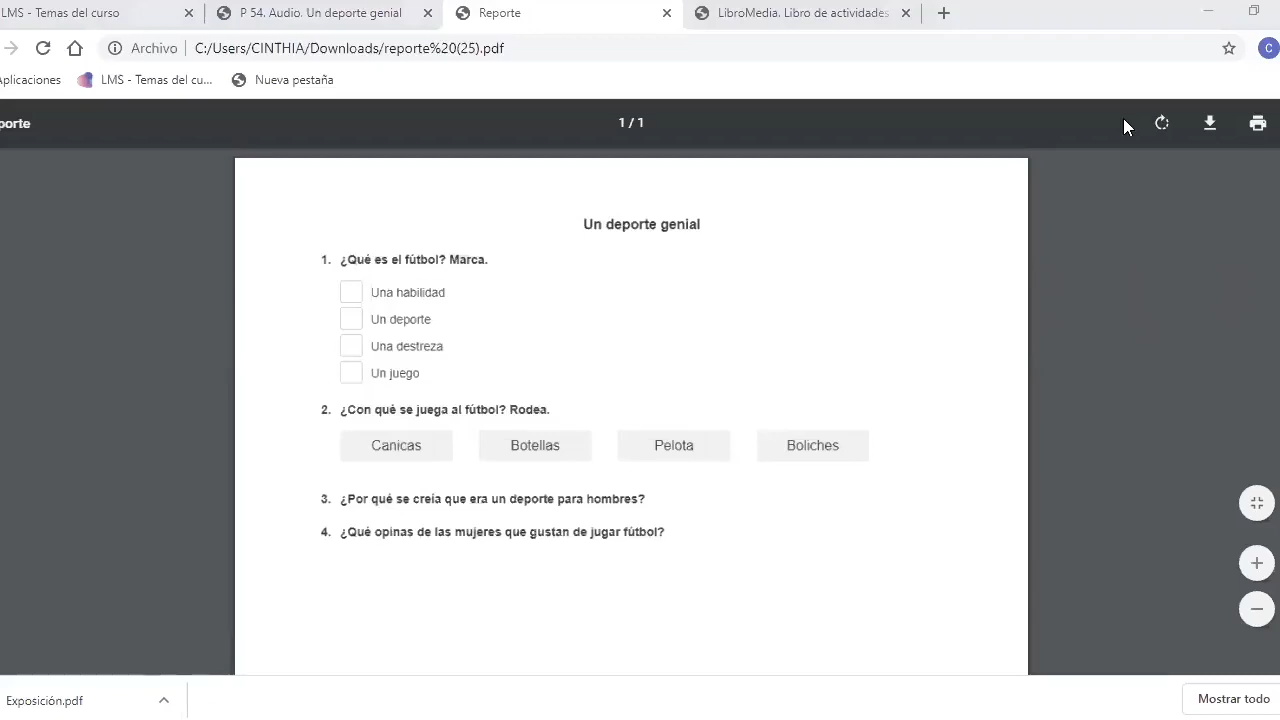 LMS - Temas del curso
P 54. Audio. Un deporte genial
Reporte
LibroMedia. Libro de actividades
Archivo
C:/Users/CINTHIA/Downloads/reporte%20(25).pdf
C
plicaciones
LMS - Temas del cu...
Nueva pestaña
porte
1 / 1
Un deporte genial
1. ¿Qué es el fútbol? Marca.
Una habilidad
Un deporte
Una destreza
Un juego
2. ¿Con qué se juega al fútbol? Rodea.
Canicas Botellas Pelota Boliches
3. ¿Por qué se creía que era un deporte para hombres?
4. ¿Qué opinas de las mujeres que gustan de jugar fútbol?
Exposición.pdf
Mostrar todo